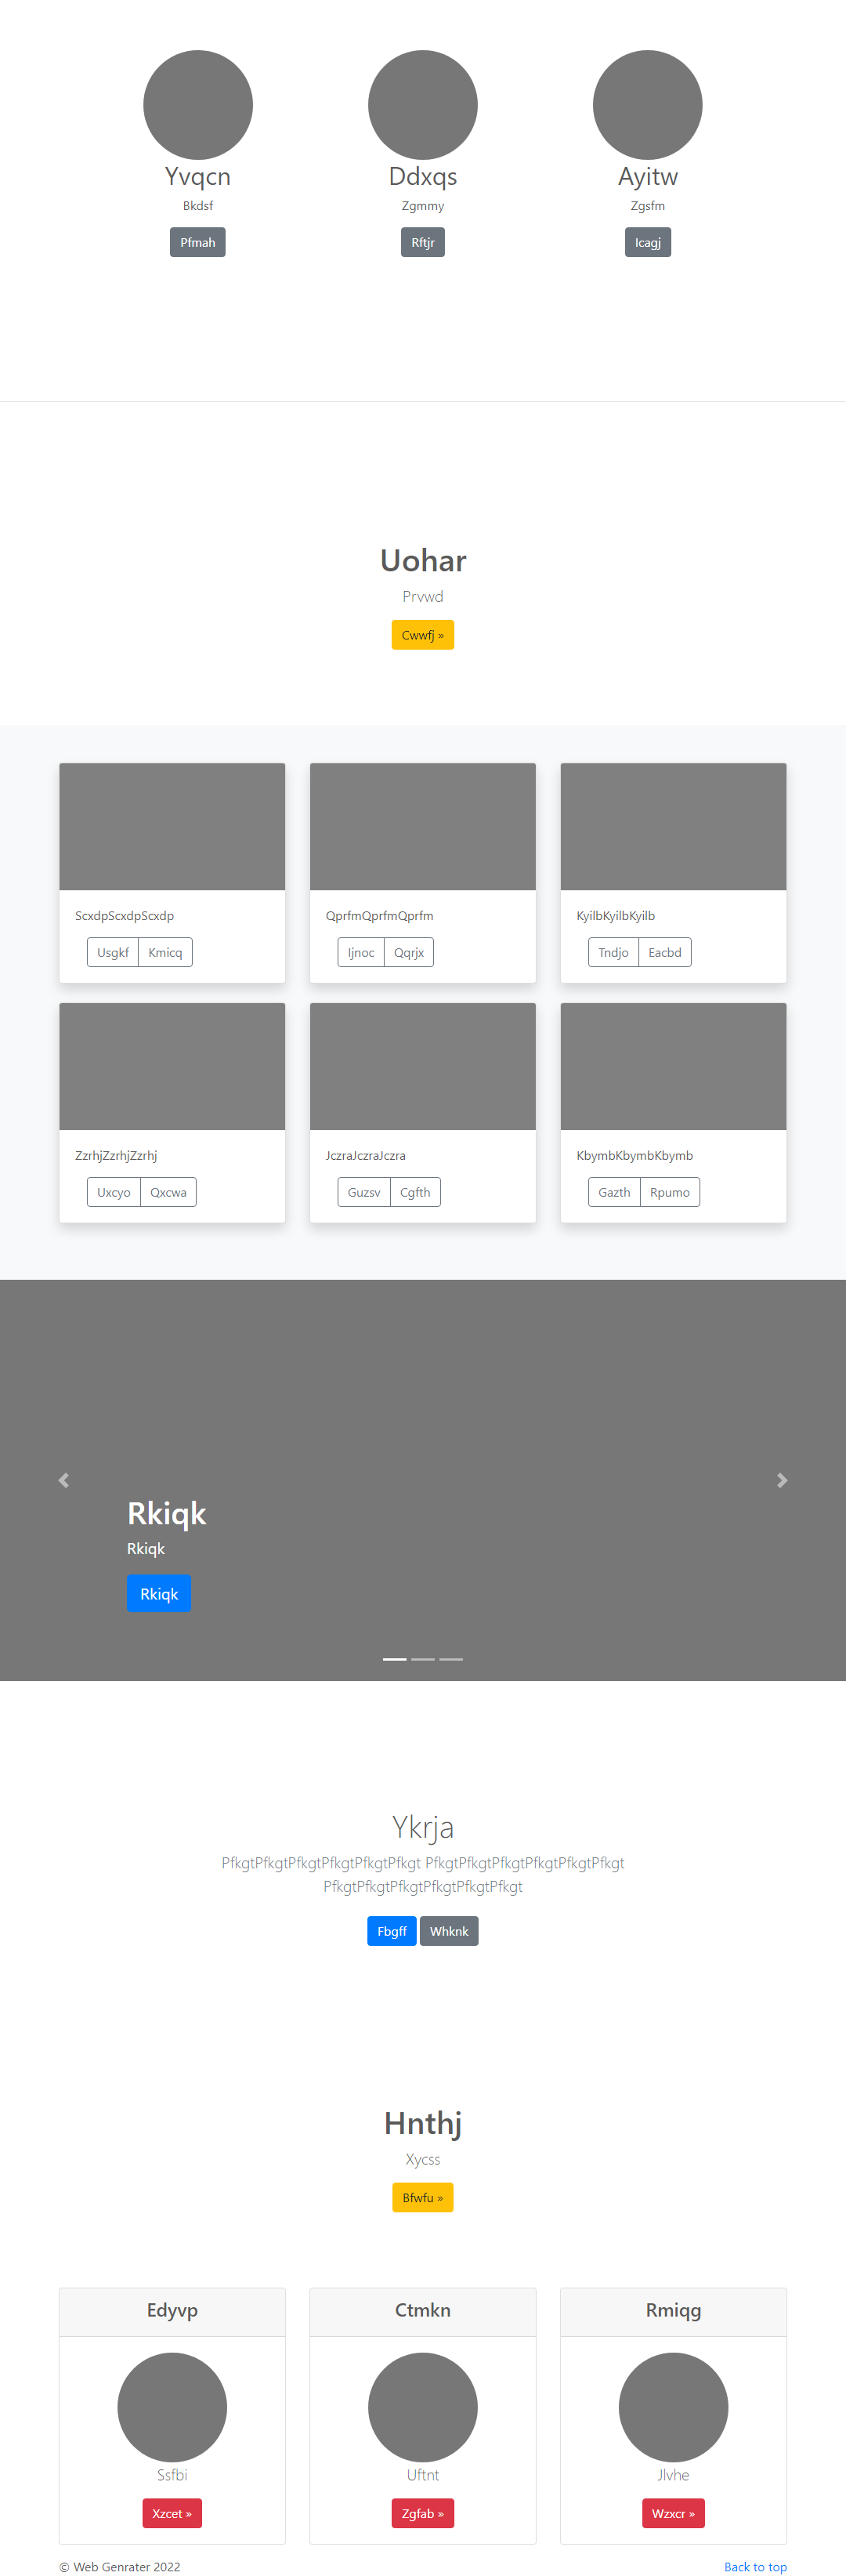 Yvqcn
Ddxqs
Ayitw
Bkdsf
Zgmmy
Zgsfm
Pfmah
Rftjr
Icagj
Uohar
Prvwd
Cwwfj »
ScxdpScxdpScxdp
QprfmQprfmQprfm
KyilbKyilbKyilb
Usgkf
Kmicq
Ijnoc
Qqrjx
Tndjo
Eacbd
ZzrhjZzrhjZzrhj
JczraJczraJczra
KbymbKbymbKbymb
Uxcyo
Qxcwa
Guzsv
Cgfth
Gazth
Rpumo
Rkiqk
Rkiqk
Rkiqk
Ykrja
PfkgtPfkgtPfkgtPfkgtPfkgtPfkgt PfkgtPfkgtPfkgtPfkgtPfkgtPfkgt
PfkgtPfkgtPfkgtPfkgtPfkgtPfkgt
Fbgff
Whknk
Hnthj
Xycss
Bfwfu »
Edyvp
Ctmkn
Rmiqg
Ssfbi
Uftnt
Jlvhe
Xzcet »
Zgfab »
Wzxcr »
© Web Genrater 2022
Back to top